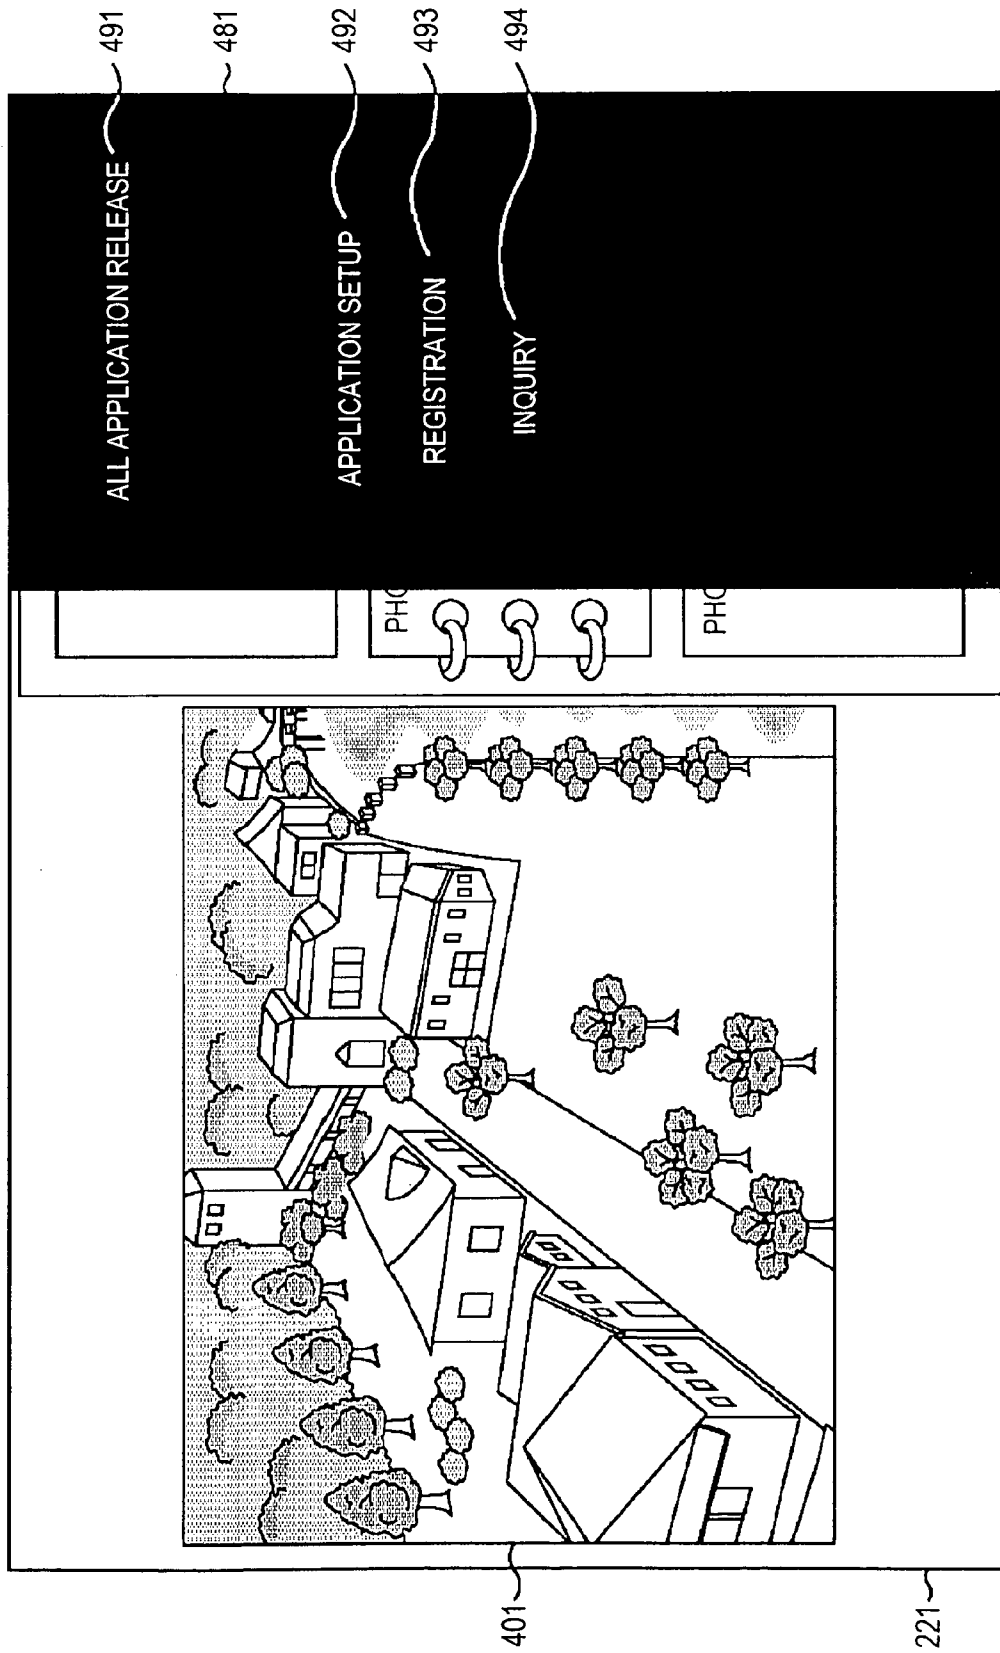 ALL APPLICATION RELEASE 491
481
APPLICATION SETUP 492
REGISTRATION 493
INQUIRY 494
PHO
PHO
401
221